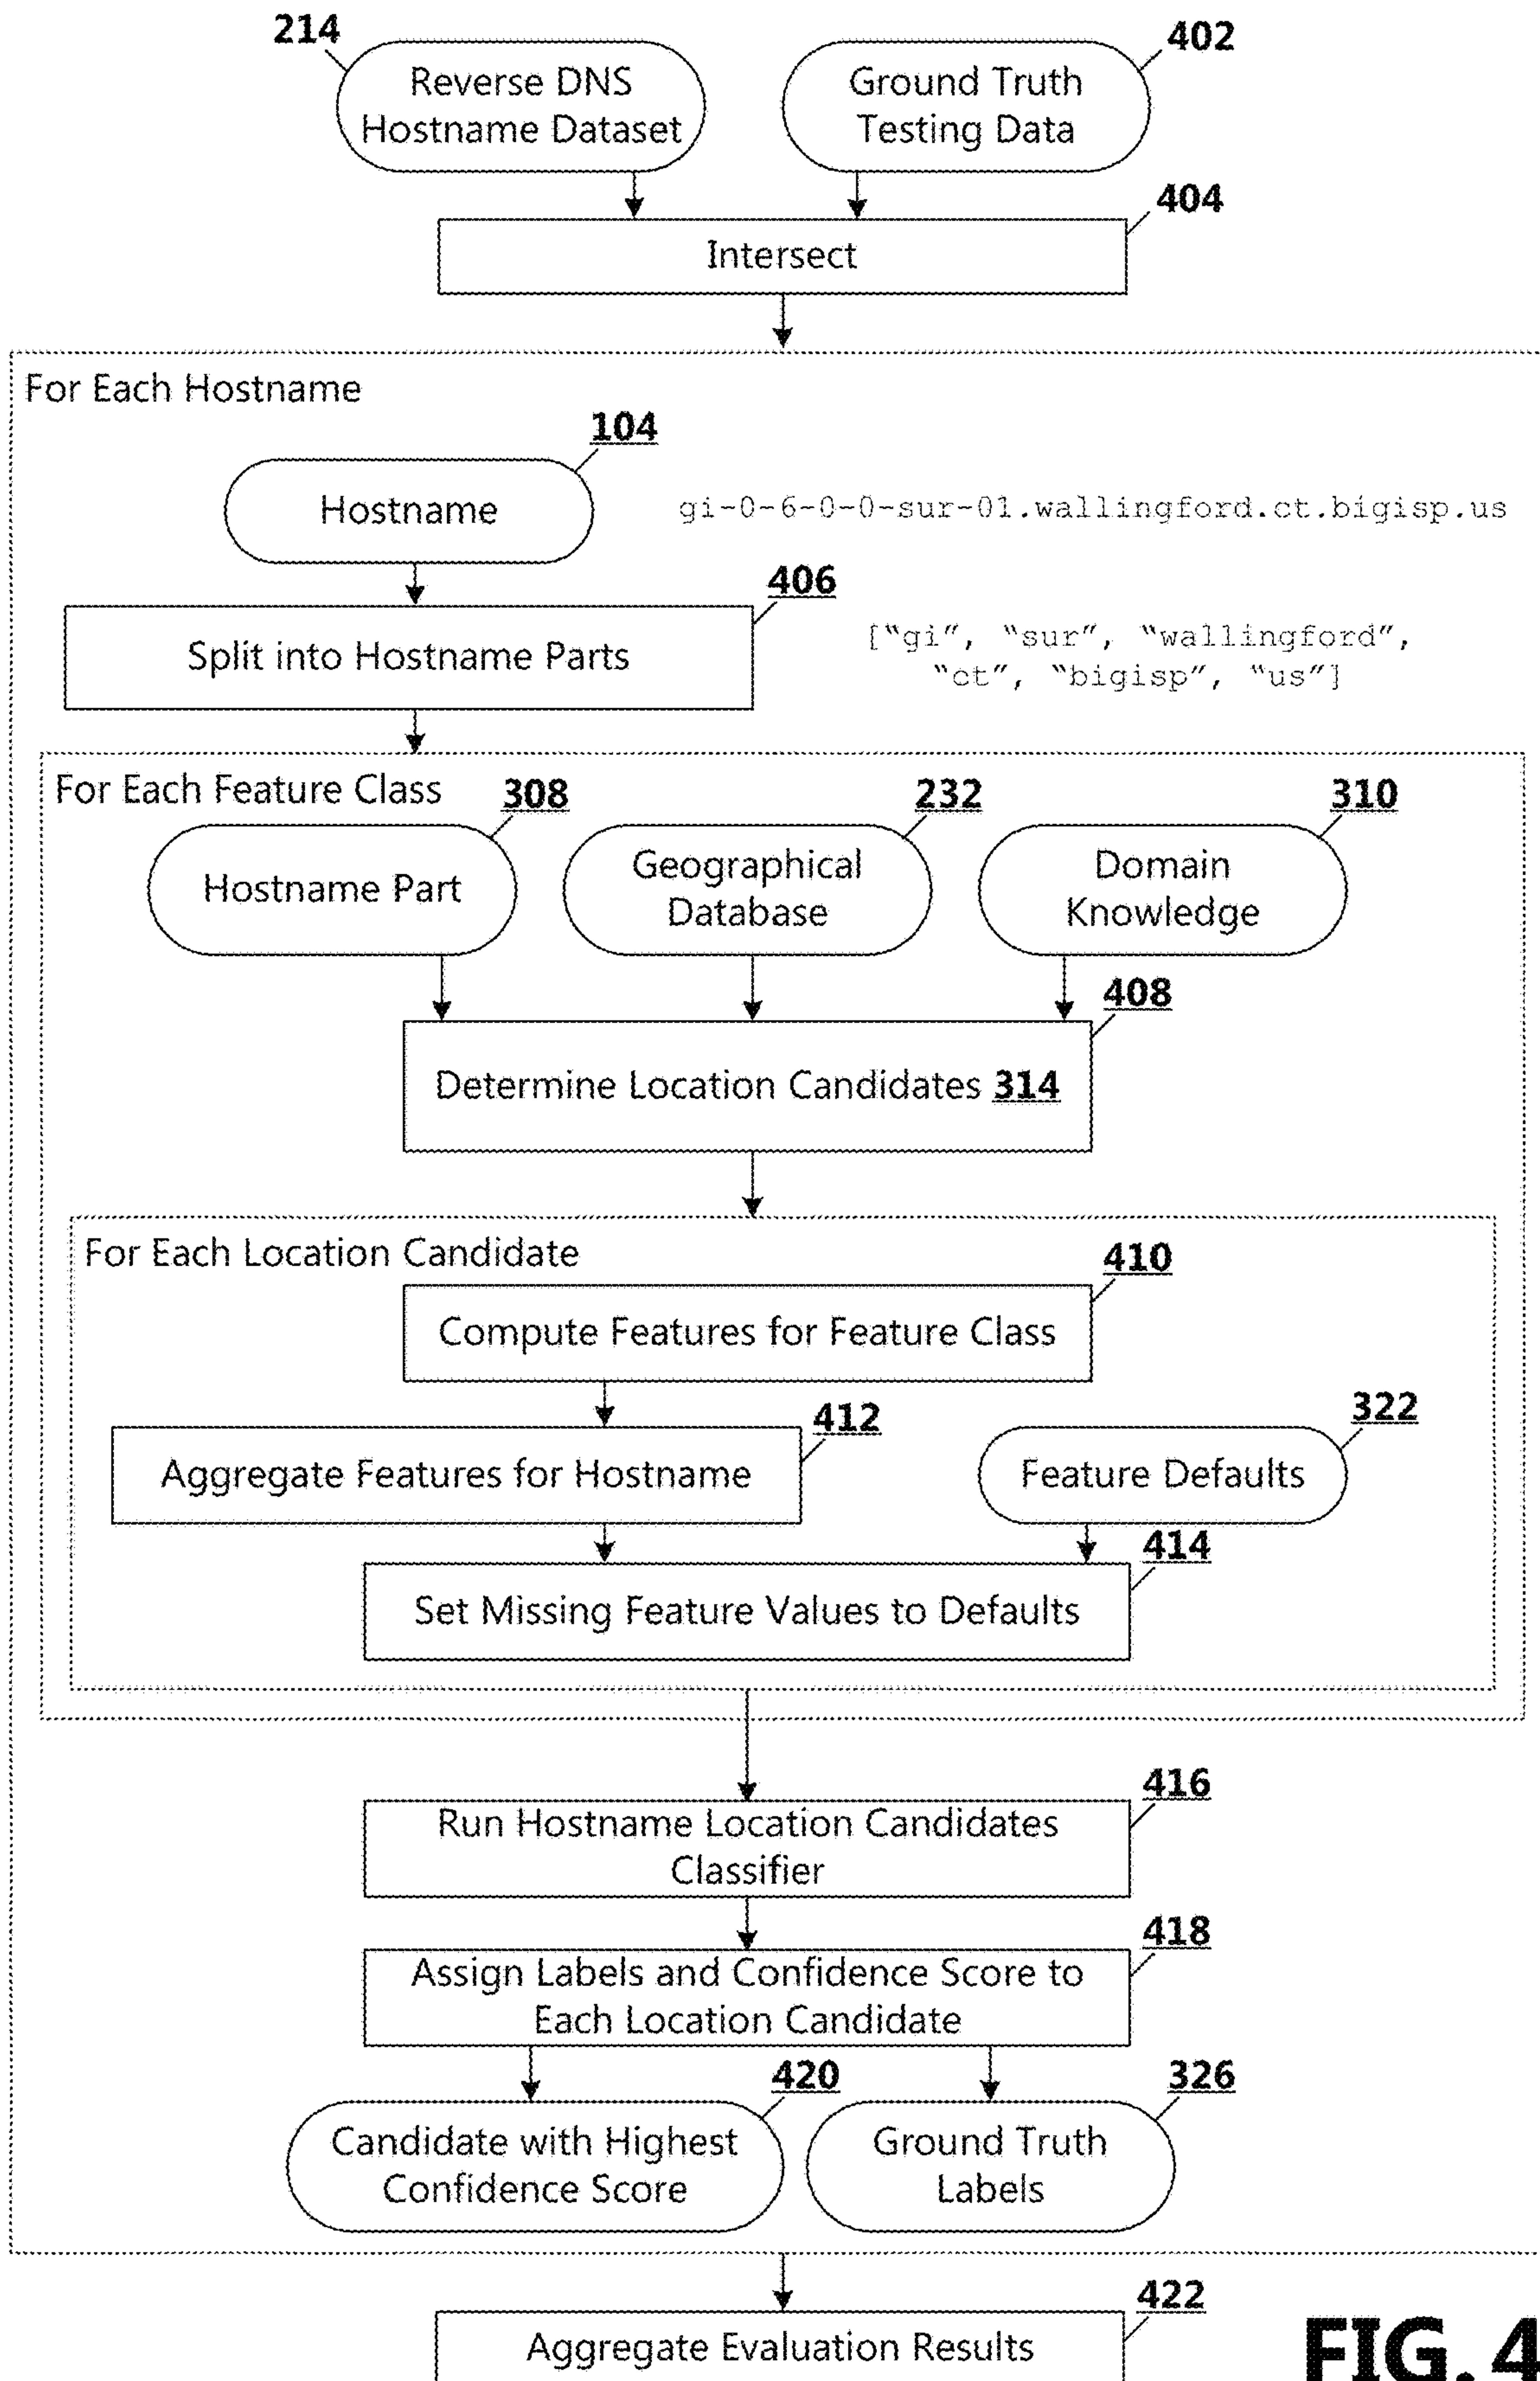 214
402
Reverse DNS
Hostname Dataset
Ground Truth
Testing Data
404
Intersect
For Each Hostname
104
Hostname
gi-0-6-0-0-sur-01.wallingford.ct.bigisp.us
406
Split into Hostname Parts
[“gi”, “sur”, “wallingford”,
“ct”, “bigisp”, “us”]
For Each Feature Class
308
232
310
Hostname Part
Geographical
Database
Domain
Knowledge
408
Determine Location Candidates 314
For Each Location Candidate
410
Compute Features for Feature Class
412
322
Aggregate Features for Hostname
Feature Defaults
414
Set Missing Feature Values to Defaults
416
Run Hostname Location Candidates
Classifier
418
Assign Labels and Confidence Score to
Each Location Candidate
420
326
Candidate with Highest
Confidence Score
Ground Truth
Labels
422
Aggregate Evaluation Results
FIG. 4